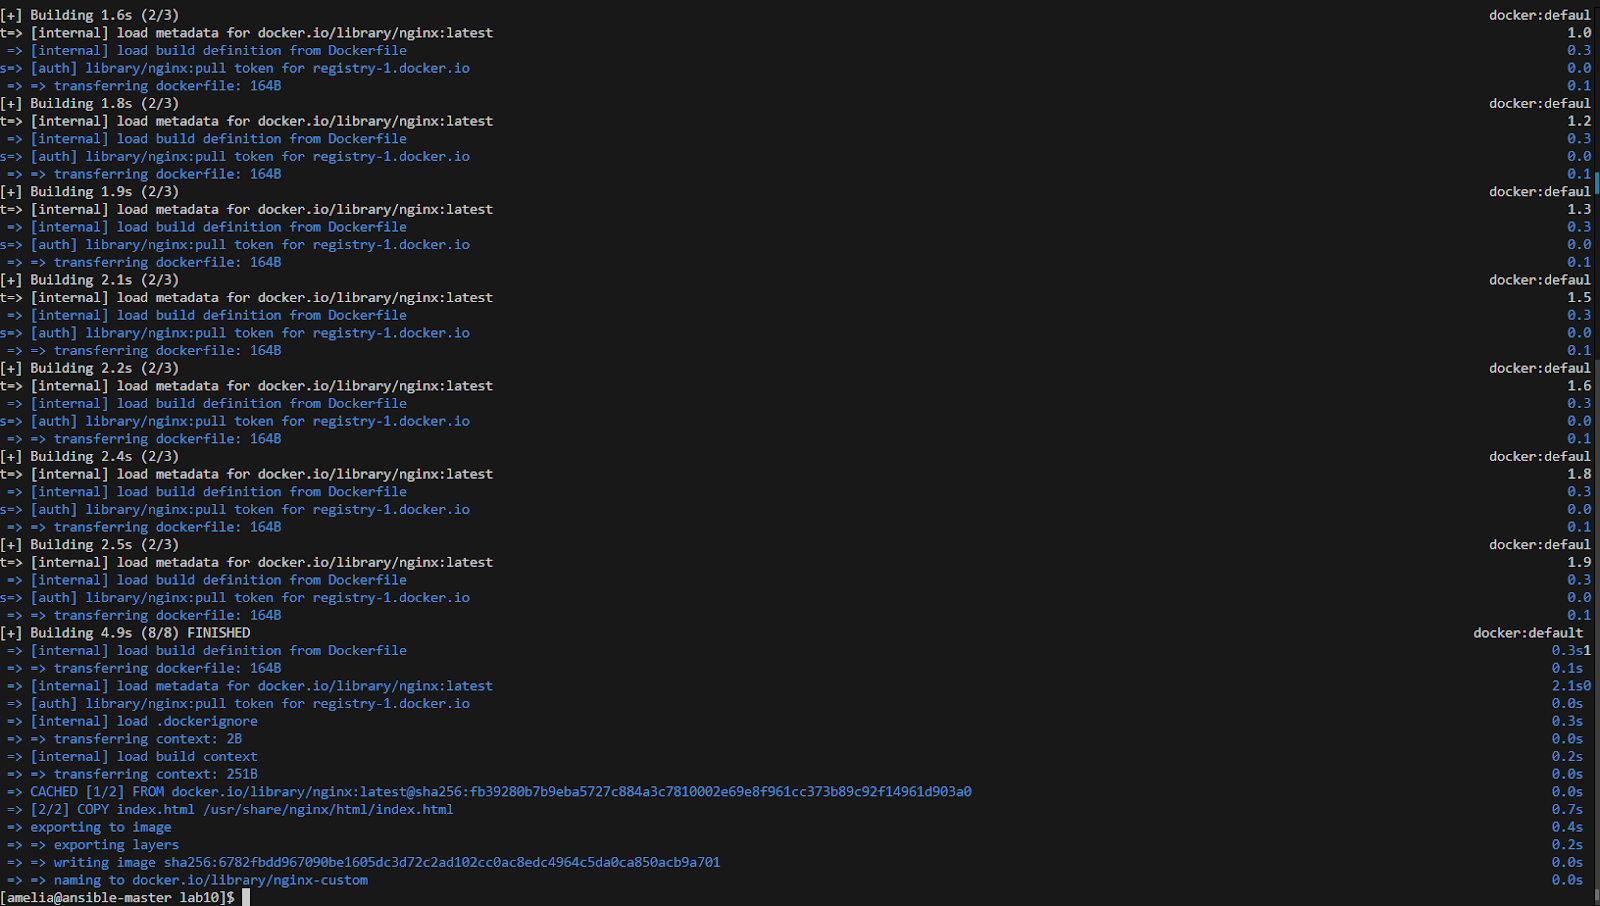 [+] Building 1.6s (2/3) docker:defaul
t=> [internal] load metadata for docker.io/library/nginx:latest 1.0
=> [internal] load build definition from Dockerfile 0.3
s=> [auth] library/nginx:pull token for registry-1.docker.io 0.0
=> => transferring dockerfile: 164B 0.1
[+] Building 1.8s (2/3) docker:defaul
t=> [internal] load metadata for docker.io/library/nginx:latest 1.2
=> [internal] load build definition from Dockerfile 0.3
s=> [auth] library/nginx:pull token for registry-1.docker.io 0.0
=> => transferring dockerfile: 164B 0.1
[+] Building 1.9s (2/3) docker:defaul
t=> [internal] load metadata for docker.io/library/nginx:latest 1.3
=> [internal] load build definition from Dockerfile 0.3
s=> [auth] library/nginx:pull token for registry-1.docker.io 0.0
=> => transferring dockerfile: 164B 0.1
[+] Building 2.1s (2/3) docker:defaul
t=> [internal] load metadata for docker.io/library/nginx:latest 1.5
=> [internal] load build definition from Dockerfile 0.3
s=> [auth] library/nginx:pull token for registry-1.docker.io 0.0
=> => transferring dockerfile: 164B 0.1
[+] Building 2.2s (2/3) docker:defaul
t=> [internal] load metadata for docker.io/library/nginx:latest 1.6
=> [internal] load build definition from Dockerfile 0.3
s=> [auth] library/nginx:pull token for registry-1.docker.io 0.0
=> => transferring dockerfile: 164B 0.1
[+] Building 2.4s (2/3) docker:defaul
t=> [internal] load metadata for docker.io/library/nginx:latest 1.8
=> [internal] load build definition from Dockerfile 0.3
s=> [auth] library/nginx:pull token for registry-1.docker.io 0.0
=> => transferring dockerfile: 164B 0.1
[+] Building 2.5s (2/3) docker:defaul
t=> [internal] load metadata for docker.io/library/nginx:latest 1.9
=> [internal] load build definition from Dockerfile 0.3
s=> [auth] library/nginx:pull token for registry-1.docker.io 0.0
=> => transferring dockerfile: 164B 0.1
[+] Building 4.9s (8/8) FINISHED docker:default
=> [internal] load build definition from Dockerfile 0.3s1
=> => transferring dockerfile: 164B 0.1s
=> [internal] load metadata for docker.io/library/nginx:latest 2.1s0
=> [auth] library/nginx:pull token for registry-1.docker.io 0.0s
=> [internal] load .dockerignore 0.3s
=> => transferring context: 2B 0.0s
=> [internal] load build context 0.2s
=> => transferring context: 251B 0.0s
=> CACHED [1/2] FROM docker.io/library/nginx:latest@sha256:fb39280b7b9eba5727c884a3c7810002e69e8f961cc373b89c92f14961d903a0 0.0s
=> [2/2] COPY index.html /usr/share/nginx/html/index.html 0.7s
=> exporting to image 0.4s
=> => exporting layers 0.2s
=> => writing image sha256:6782fbdd967090be1605dc3d72c2ad102cc0ac8edc4964c5da0ca850acb9a701 0.0s
=> => naming to docker.io/library/nginx-custom 0.0s
[amelia@ansible-master lab10]$